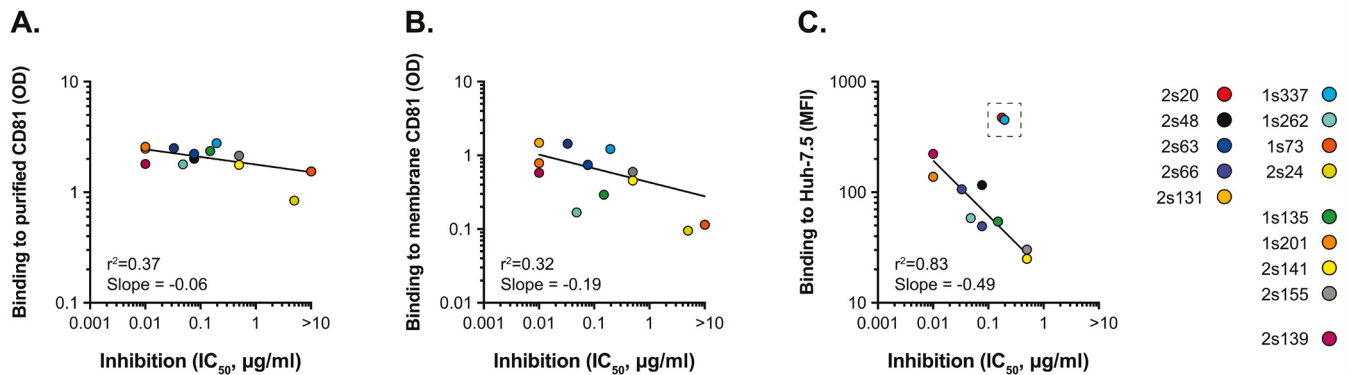 A.
Binding to purified CD81 (OD)
10
1
0.1
r²=0.37
Slope = -0.06
0.001
0.01
0.1
1
>10
Inhibition (IC₅₀, µg/ml)
B.
Binding to membrane CD81 (OD)
10
1
0.1
0.01
r²=0.32
Slope = -0.19
0.001
0.01
0.1
1
>10
Inhibition (IC₅₀, µg/ml)
C.
Binding to Huh-7.5 (MFI)
1000
100
10
r²=0.83
Slope = -0.49
0.001
0.01
0.1
1
>10
Inhibition (IC₅₀, µg/ml)
2s20
2s48
2s63
2s66
2s131
1s337
1s262
1s73
2s24
1s135
1s201
2s141
2s155
2s139